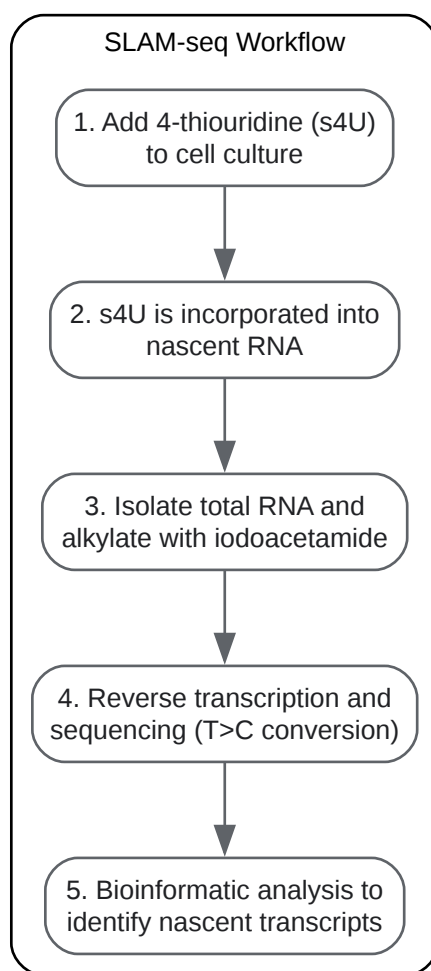 SLAM-seq Workflow
1. Add 4-thiouridine (s4U)
to cell culture
2. s4U is incorporated into
nascent RNA
3. Isolate total RNA and
alkylate with iodoacetamide
4. Reverse transcription and
sequencing (T>C conversion)
5. Bioinformatic analysis to
identify nascent transcripts